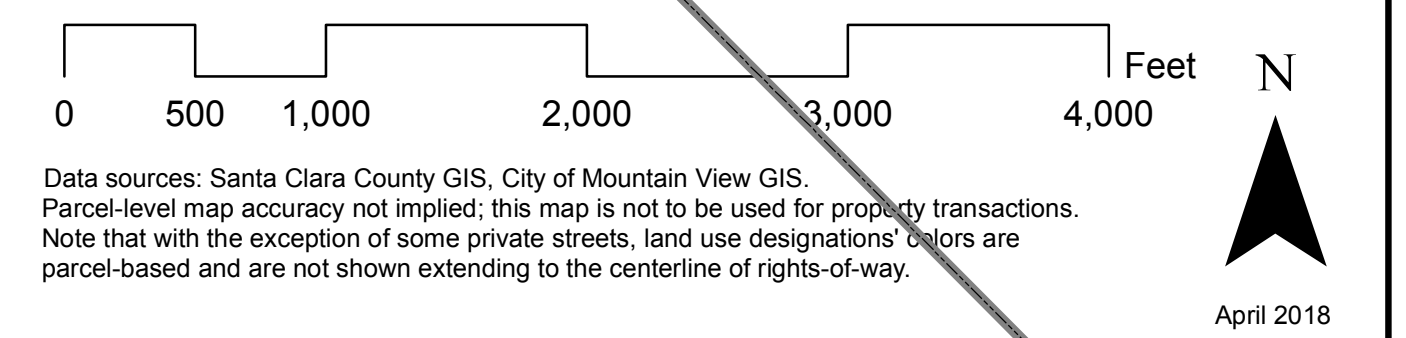 Feet
N
0 500 1,000 2,000 3,000 4,000
Data sources: Santa Clara County GIS, City of Mountain View GIS.
Parcel-level map accuracy not implied; this map is not to be used for property transactions.
Note that with the exception of some private streets, land use designations' colors are
parcel-based and are not shown extending to the centerline of rights-of-way.
April 2018